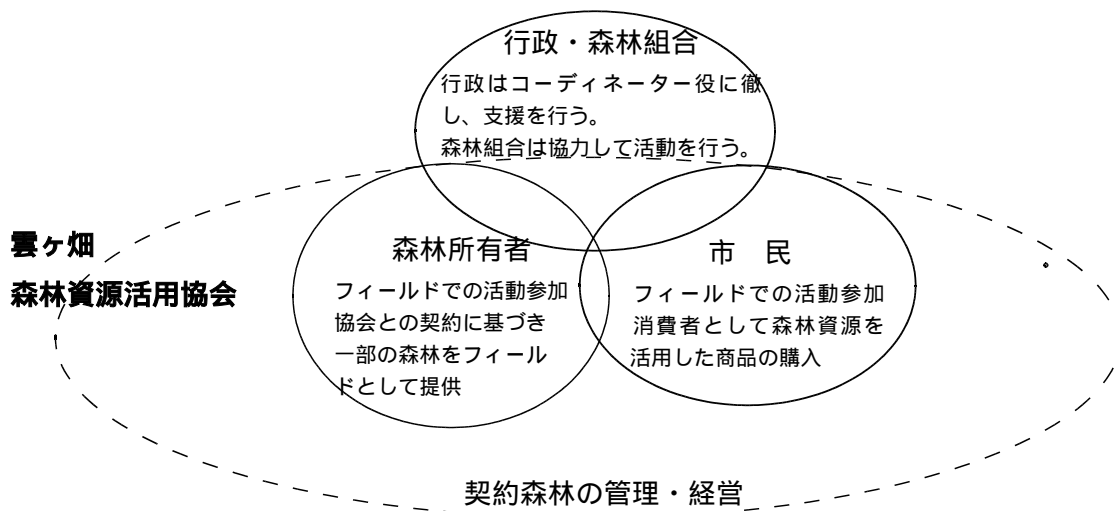 行政・森林組合
行政はコーディネーター役に徹
し、支援を行う。
森林組合は協力して活動を行う。
雲ヶ畑
森林資源活用協会
森林所有者
フィールドでの活動参加
協会との契約に基づき
一部の森林をフィール
ドとして提供
市　民
フィールドでの活動参加
消費者として森林資源を
活用した商品の購入
契約森林の管理・経営